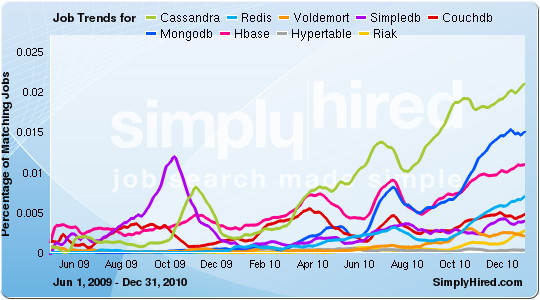 Job Trends for Cassandra Redis Voldemort Simpledb Couchdb
Mongodb Hbase Hypertable Riak
Percentage of Matching Jobs
0.025
0.02
0.015
0.01
0.005
0
simply hired
job search made simple
Jun 09 Aug 09 Oct 09 Dec 09 Feb 10 Apr 10 Jun 10 Aug 10 Oct 10 Dec 10
Jun 1, 2009 - Dec 31, 2010 SimplyHired.com